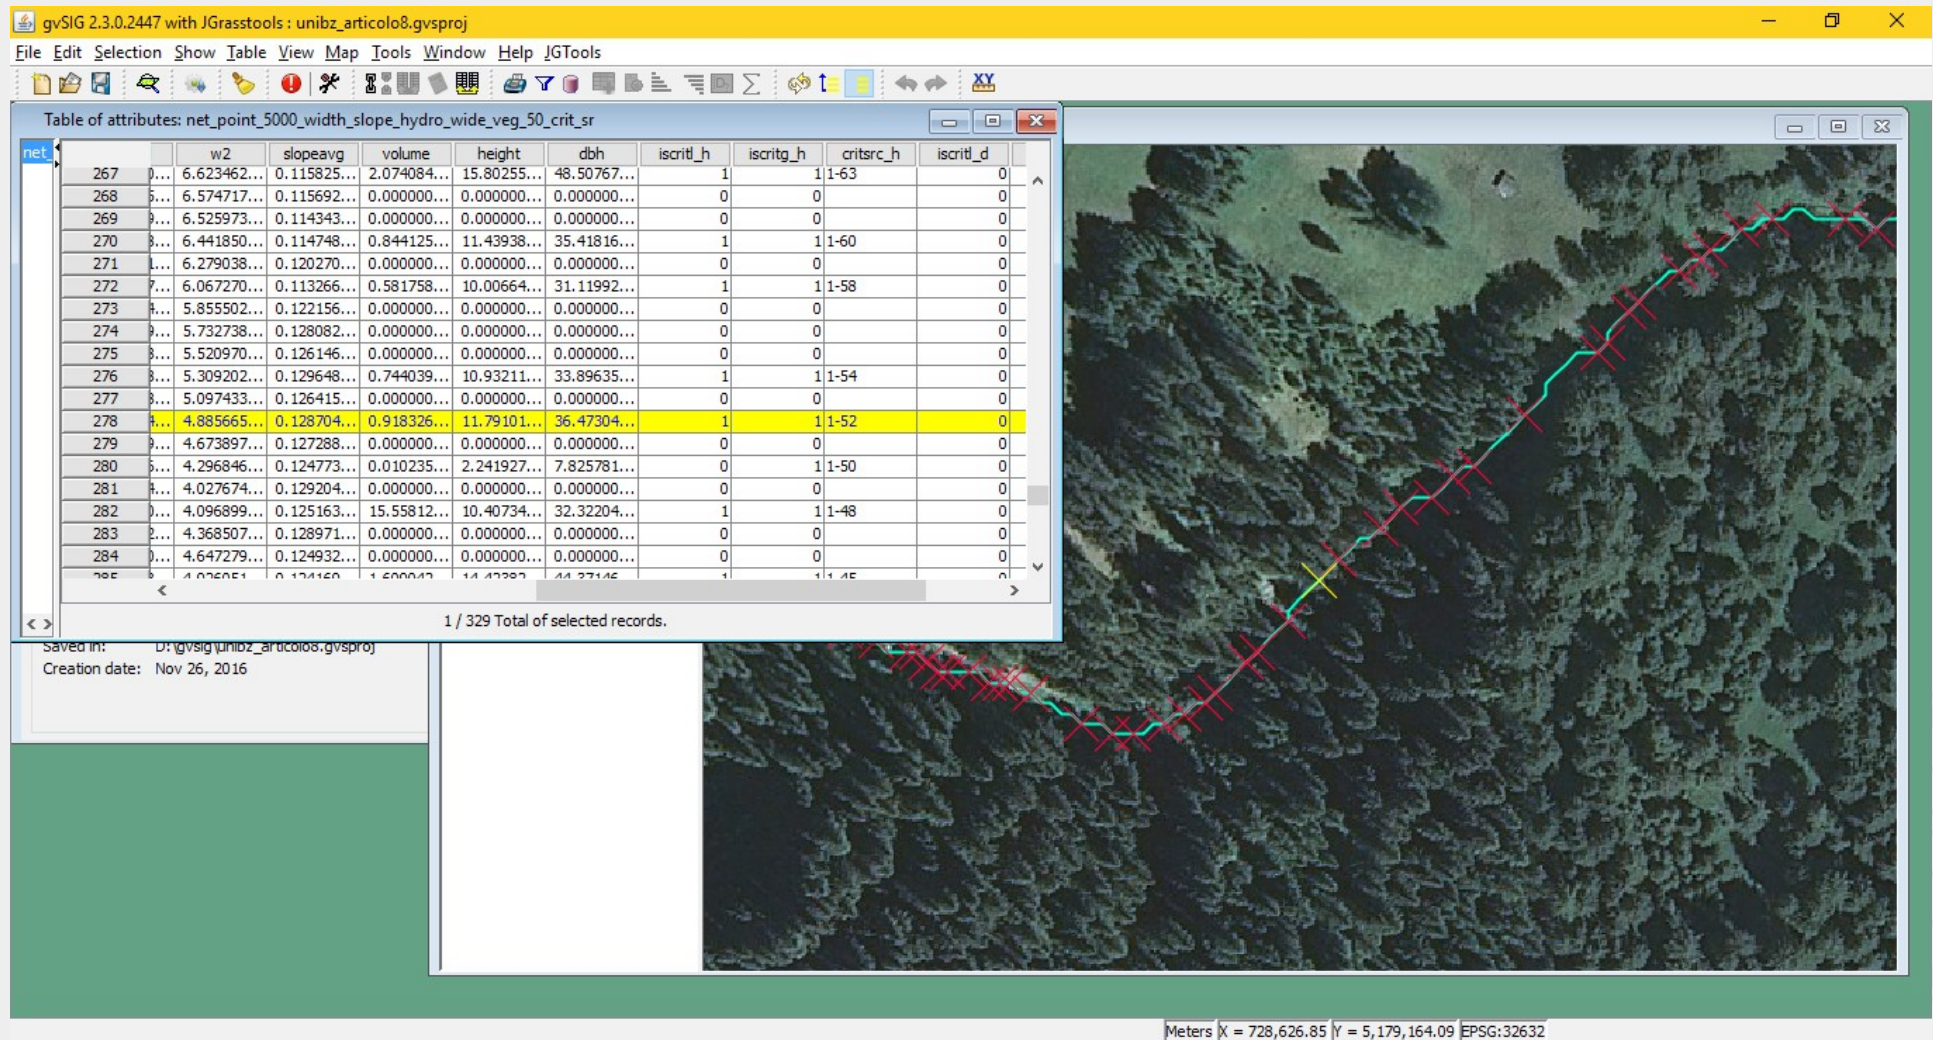 gvSIG 2.3.0.2447 with JGrasstools : unibz_articolo8.gvsproj
File Edit Selection Show Table View Map Tools Window Help JGTools
XY
Table of attributes: net_point_5000_width_slope_hydro_wide_veg_50_crit_sr
net_
w2 slopeavg volume height dbh iscritl_h iscritg_h critsrc_h iscritl_d
267 6.623462... 0.115825... 2.074084... 15.80255... 48.50767... 1 1 1-63 0
268 6.574717... 0.115692... 0.000000... 0.000000... 0.000000... 0 0 0
269 6.525973... 0.114343... 0.000000... 0.000000... 0.000000... 0 0 0
270 6.441850... 0.114748... 0.844125... 11.43938... 35.41816... 1 1 1-60 0
271 6.279038... 0.120270... 0.000000... 0.000000... 0.000000... 0 0 0
272 6.067270... 0.113266... 0.581758... 10.00664... 31.11992... 1 1 1-58 0
273 5.855502... 0.122156... 0.000000... 0.000000... 0.000000... 0 0 0
274 5.732738... 0.128082... 0.000000... 0.000000... 0.000000... 0 0 0
275 5.520970... 0.126146... 0.000000... 0.000000... 0.000000... 0 0 0
276 5.309202... 0.129648... 0.744039... 10.93211... 33.89635... 1 1 1-54 0
277 5.097433... 0.126415... 0.000000... 0.000000... 0.000000... 0 0 0
278 4.885665... 0.128704... 0.918326... 11.79101... 36.47304... 1 1 1-52 0
279 4.673897... 0.127288... 0.000000... 0.000000... 0.000000... 0 0 0
280 4.296846... 0.124773... 0.010235... 2.241927... 7.825781... 0 1 1-50 0
281 4.027674... 0.129204... 0.000000... 0.000000... 0.000000... 0 0 0
282 4.096899... 0.125163... 15.55812... 10.40734... 32.32204... 1 1 1-48 0
283 4.368507... 0.128971... 0.000000... 0.000000... 0.000000... 0 0 0
284 4.647279... 0.124932... 0.000000... 0.000000... 0.000000... 0 0 0
1 / 329 Total of selected records.
Saved in: D:\gvsig\unibz_articolo8.gvsproj
Creation date: Nov 26, 2016
Meters X = 728,626.85 Y = 5,179,164.09 EPSG:32632